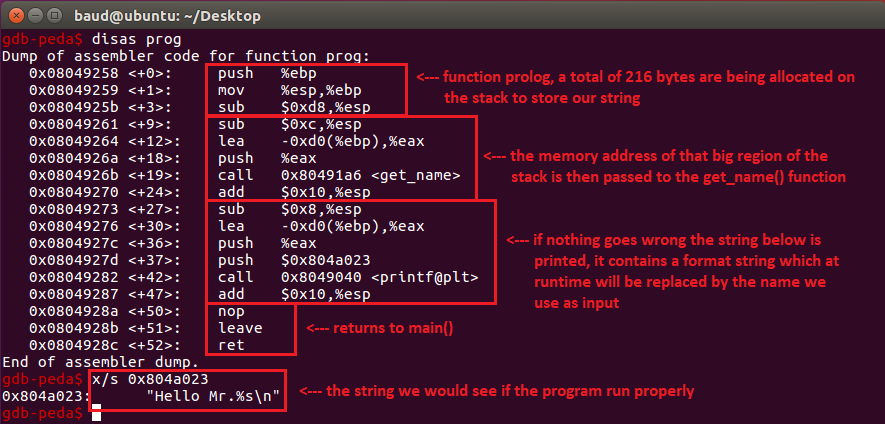 baud@ubuntu: ~/Desktop
gdb-peda$ disas prog
Dump of assembler code for function prog:
0x08049258 <+0>: push %ebp
0x08049259 <+1>: mov %esp,%ebp
0x0804925b <+3>: sub $0xd8,%esp
<--- function prolog, a total of 216 bytes are being allocated on
the stack to store our string
0x08049261 <+9>: sub $0xc,%esp
0x08049264 <+12>: lea -0xd0(%ebp),%eax
0x0804926a <+18>: push %eax
0x0804926b <+19>: call 0x80491a6 <get_name>
0x08049270 <+24>: add $0x10,%esp
<--- the memory address of that big region of the
stack is then passed to the get_name() function
0x08049273 <+27>: sub $0x8,%esp
0x08049276 <+30>: lea -0xd0(%ebp),%eax
0x0804927c <+36>: push %eax
0x0804927d <+37>: push $0x804a023
0x08049282 <+42>: call 0x8049040 <printf@plt>
0x08049287 <+47>: add $0x10,%esp
<--- if nothing goes wrong the string below is
printed, it contains a format string which at
runtime will be replaced by the name we
use as input
0x0804928a <+50>: nop
0x0804928b <+51>: leave
0x0804928c <+52>: ret
<--- returns to main()
End of assembler dump.
gdb-peda$ x/s 0x804a023
0x804a023: "Hello Mr.%s\n"
<--- the string we would see if the program run properly
gdb-peda$